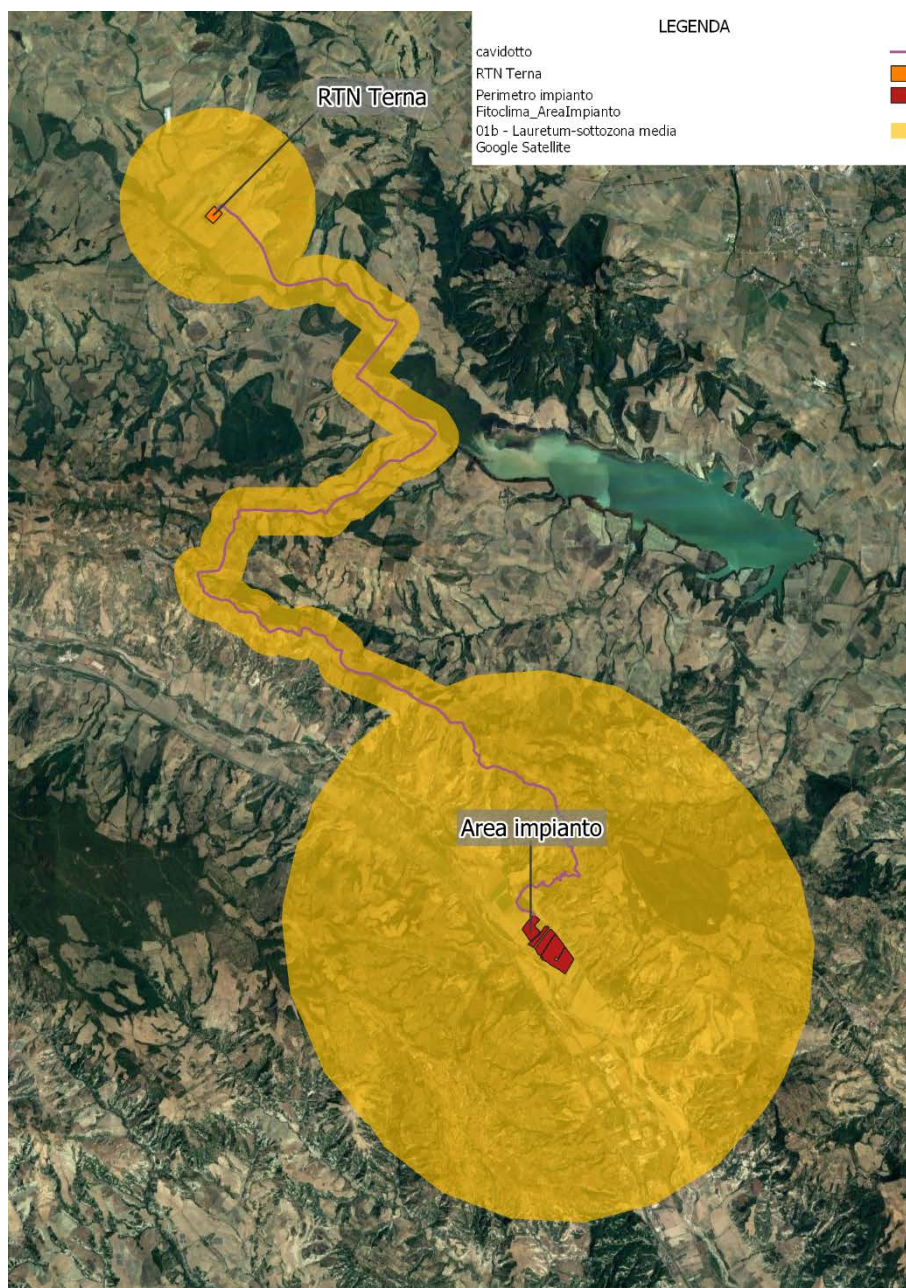 LEGENDA
cavidotto
RTN Terna
Perimetro impianto
Fitoclima_AreaImpianto
01b - Lauretum-sottozona media
Google Satellite
RTN Terna
Area impianto